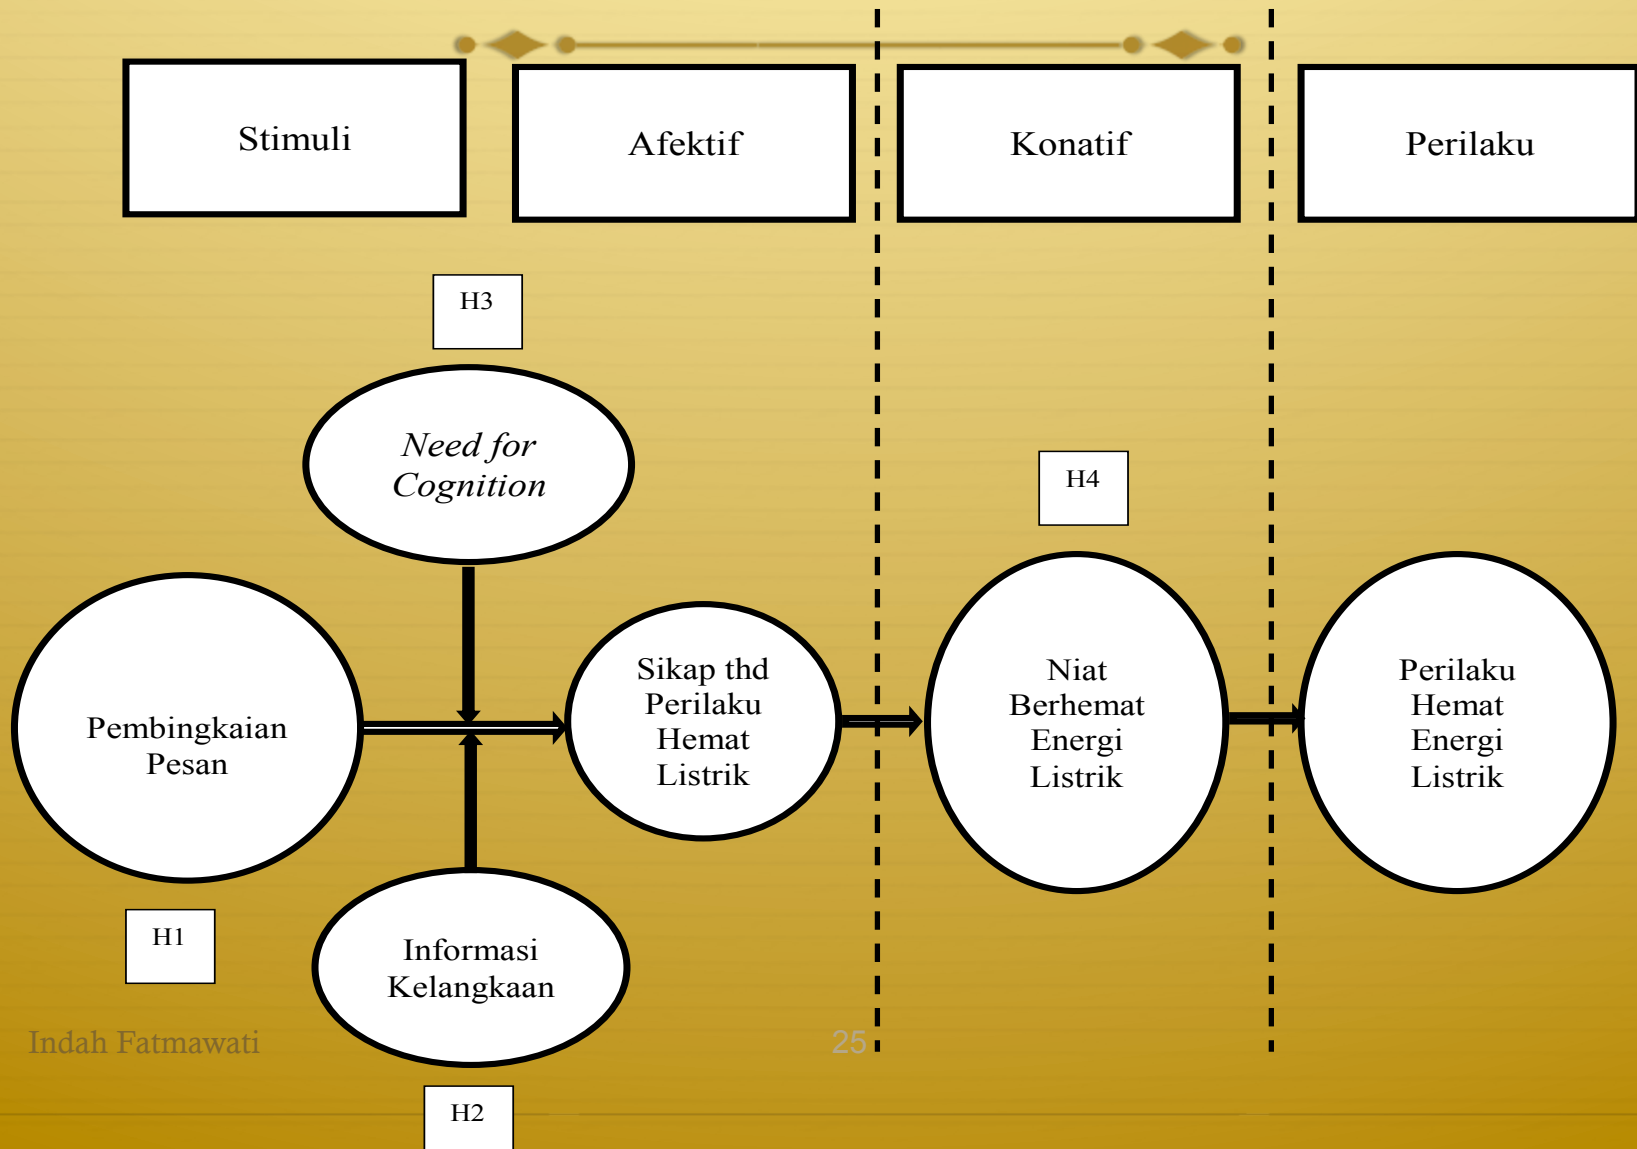 Stimuli
Afektif
Konatif
Perilaku
H3
Need for
Cognition
H4
Pembingkaian
Pesan
Sikap thd
Perilaku
Hemat
Listrik
Niat
Berhemat
Energi
Listrik
Perilaku
Hemat
Energi
Listrik
H1
Informasi
Kelangkaan
Indah Fatmawati
25
H2